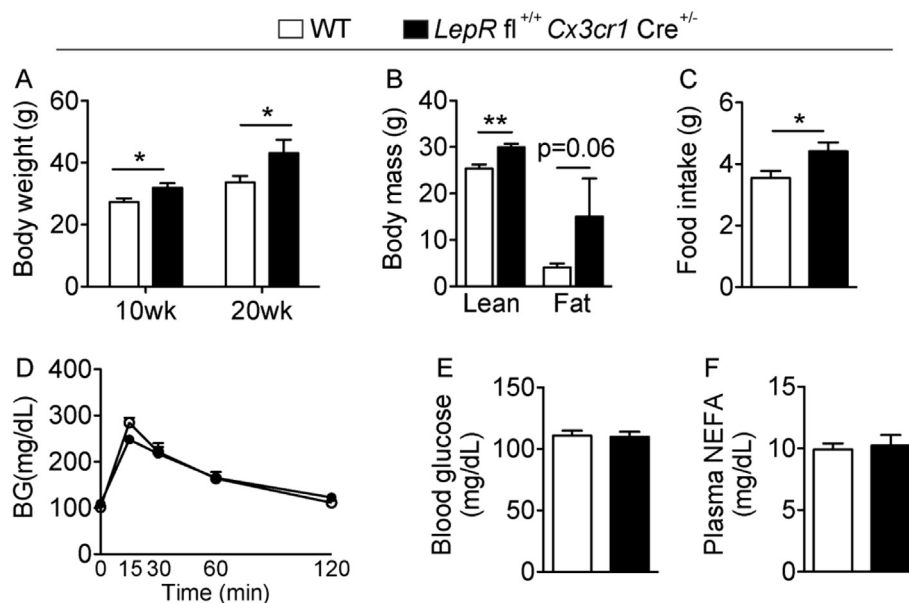 WT LepR fl+/+ Cx3cr1 Cre+/-
A
Body weight (g)
60
40
20
0
*
*
10wk 20wk
B
Body mass (g)
40
30
20
10
0
**
p=0.06
Lean Fat
C
Food intake (g)
6
4
2
0
*
D
BG(mg/dL)
400
300
200
100
0
0 15 30 60 120
Time (min)
E
Blood glucose
(mg/dL)
150
100
50
0
F
Plasma NEFA
(mg/dL)
15
10
5
0